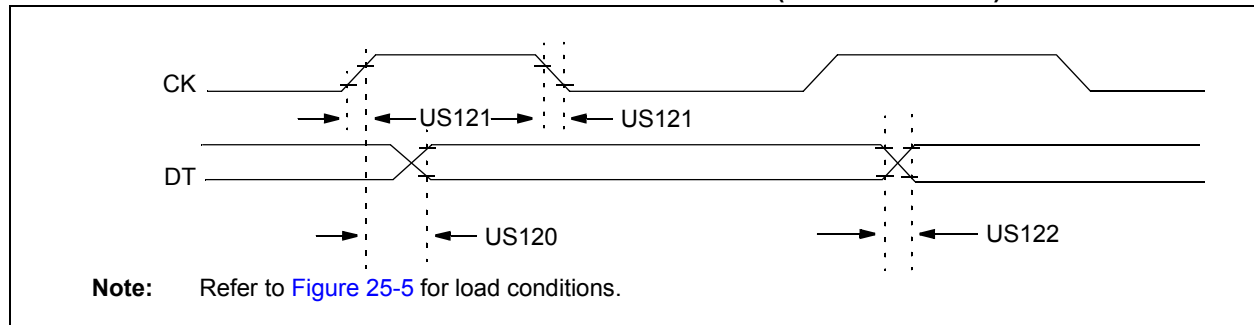 CK
US121 US121
DT
US120 US122
Note: Refer to Figure 25-5 for load conditions.